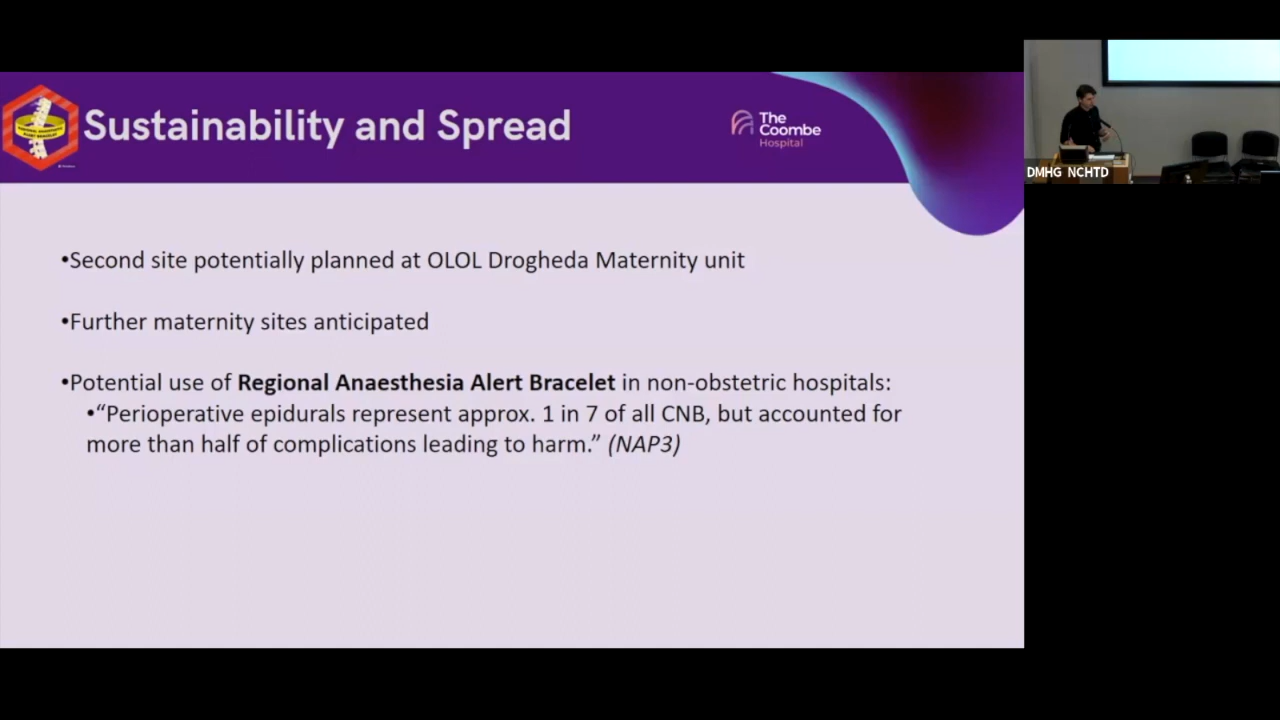 Sustainability and Spread
The
Coombe
Hospital
DMHG NCHTD
•Second site potentially planned at OLOL Drogheda Maternity unit
•Further maternity sites anticipated
•Potential use of Regional Anaesthesia Alert Bracelet in non-obstetric hospitals:
•“Perioperative epidurals represent approx. 1 in 7 of all CNB, but accounted for
more than half of complications leading to harm.” (NAP3)